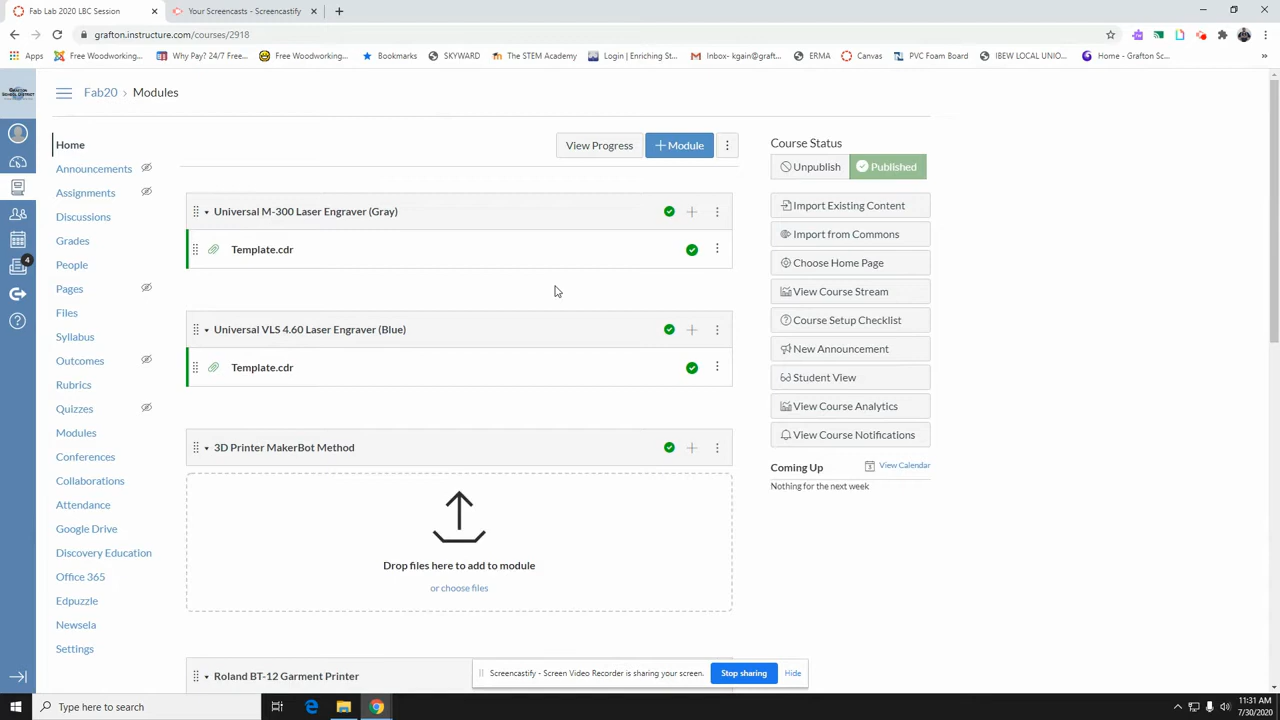 Fab Lab 2020 LBC Session
Your Screencasts - Screencastify
grafton.instructure.com/courses/2918
Apps
Free Woodworking...
Why Pay? 724 Free...
Free Woodworking...
Bookmarks
SKYWARD
The STEM Academy
Login | Enriching St...
Inbox- kgain@graft...
ERMA
Canvas
PVC Foam Board
IBEW LOCAL UNIO...
Home - Grafton Sc...
GRAFTON
SCHOOL DISTRICT
Fab20 › Modules
Home
Announcements
Assignments
Discussions
Grades
People
Pages
Files
Syllabus
Outcomes
Rubrics
Quizzes
Modules
Conferences
Collaborations
Attendance
Google Drive
Discovery Education
Office 365
Edpuzzle
Newsela
Settings
4
View Progress
+ Module
Universal M-300 Laser Engraver (Gray)
Template.cdr
Universal VLS 4.60 Laser Engraver (Blue)
Template.cdr
3D Printer MakerBot Method
Drop files here to add to module
or choose files
Roland BT-12 Garment Printer
Course Status
Unpublish
Published
Import Existing Content
Import from Commons
Choose Home Page
View Course Stream
Course Setup Checklist
New Announcement
Student View
View Course Analytics
View Course Notifications
Coming Up
View Calendar
Nothing for the next week
Screencastify - Screen Video Recorder is sharing your screen.
Stop sharing
Hide
Type here to search
11:31 AM
7/30/2020